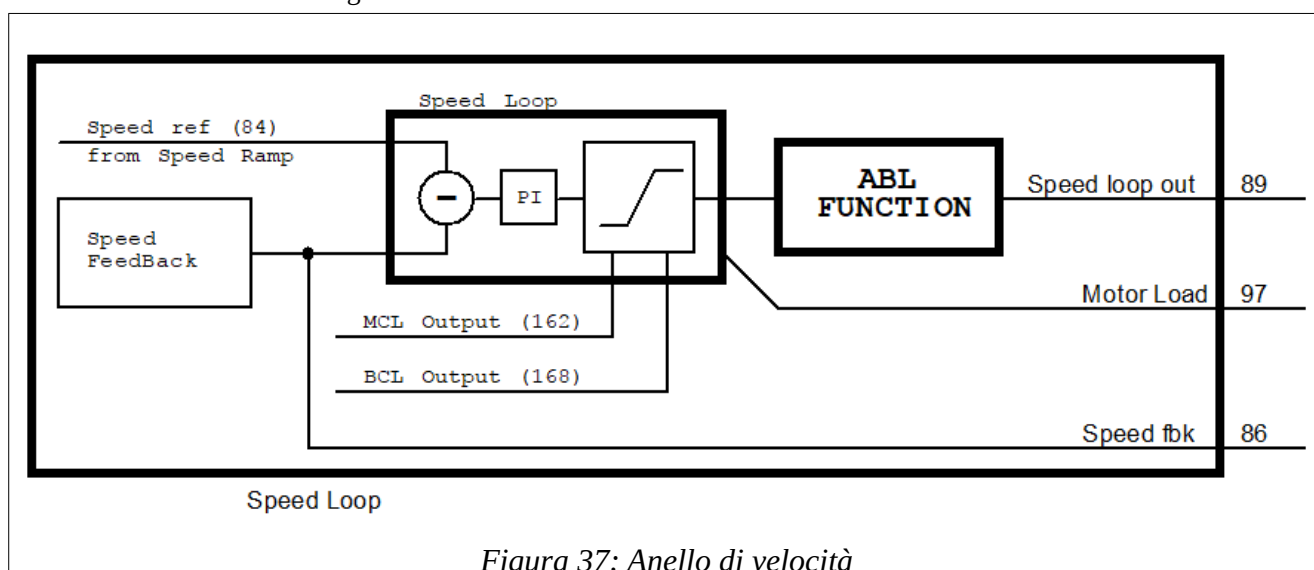 Speed Loop
Speed ref (84)
from Speed Ramp
-
PI
ABL
FUNCTION
Speed loop out 89
Speed
FeedBack
Motor Load 97
MCL Output (162)
BCL Output (168)
Speed fbk 86
Speed Loop
Figura 37: Anello di velocità